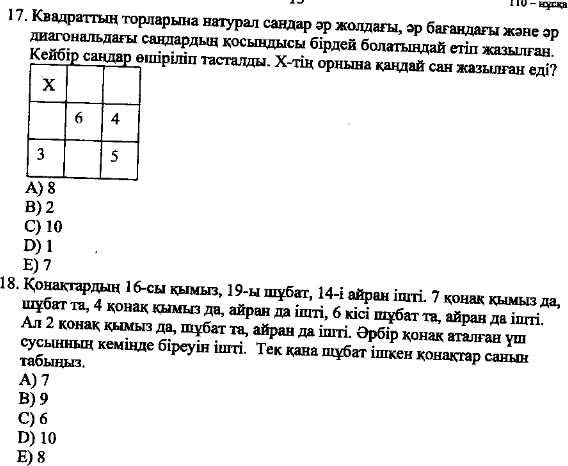 110 – нұсқа
17. Квадраттың торларына натурал сандар әр жолдағы, әр бағандағы және әр
диагональдағы сандардың қосындысы бірдей болатындай етіп жазылған.
Кейбір сандар өшіріліп тасталды. X-тің орнына қандай сан жазылған еді?
X
6 4
3 5
A) 8
B) 2
C) 10
D) 1
E) 7
18. Қонақтардың 16-сы қымыз, 19-ы шұбат, 14-і айран ішті. 7 қонақ қымыз да,
шұбат та, 4 қонақ қымыз да, айран да ішті, 6 кісі шұбат та, айран да ішті.
Ал 2 қонақ қымыз да, шұбат та, айран да ішті. Әрбір қонақ аталған үш
сусынның кемінде біреуін ішті. Тек қана шұбат ішкен қонақтар санын
табыңыз.
A) 7
B) 9
C) 6
D) 10
E) 8